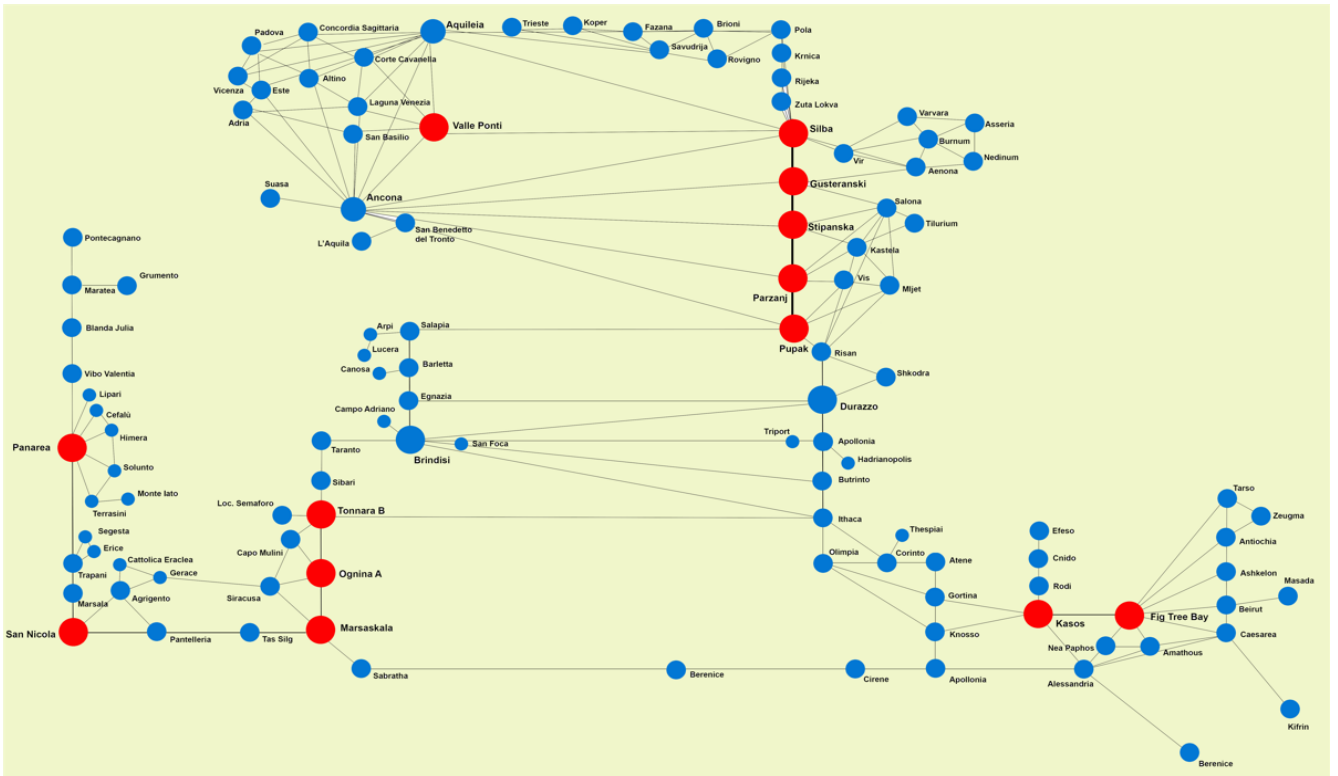 Padova
Concordia Sagittaria
Aquileia
Trieste
Koper
Fazana
Brioni
Pola
Savudrija
Rovigno
Krnica
Corte Cavanella
Vicenza
Este
Altino
Rijeka
Adria
Laguna Venezia
Zuta Lokva
Valle Ponti
San Basilio
Silba
Varvara
Asseria
Burnum
Vir
Aenona
Nedinum
Suasa
Ancona
Gusteranski
Salona
L'Aquila
San Benedetto
del Tronto
Stipanska
Tilurium
Kastela
Pontecagnano
Grumento
Maratea
Vis
Mljet
Parzanj
Blanda Julia
Arpi
Salapia
Pupak
Lucera
Risan
Vibo Valentia
Canosa
Barletta
Shkodra
Lipari
Egnazia
Durazzo
Cefalù
Campo Adriano
Himera
Panarea
Taranto
Brindisi
San Foca
Triport
Apollonia
Hadrianopolis
Solunto
Sibari
Butrinto
Monte Iato
Terrasini
Loc. Semaforo
Tonnara B
Ithaca
Tarso
Zeugma
Segesta
Erice
Capo Mulini
Thespiai
Efeso
Antiochia
Cattolica Eraclea
Trapani
Gerace
Ognina A
Olimpia
Corinto
Atene
Cnido
Ashkelon
Marsala
Agrigento
Siracusa
Gortina
Rodi
Masada
Beirut
San Nicola
Pantelleria
Tas Silg
Marsaskala
Knosso
Kasos
Fig Tree Bay
Caesarea
Nea Paphos
Amathous
Sabratha
Berenice
Cirene
Apollonia
Alessandria
Kifrin
Berenice